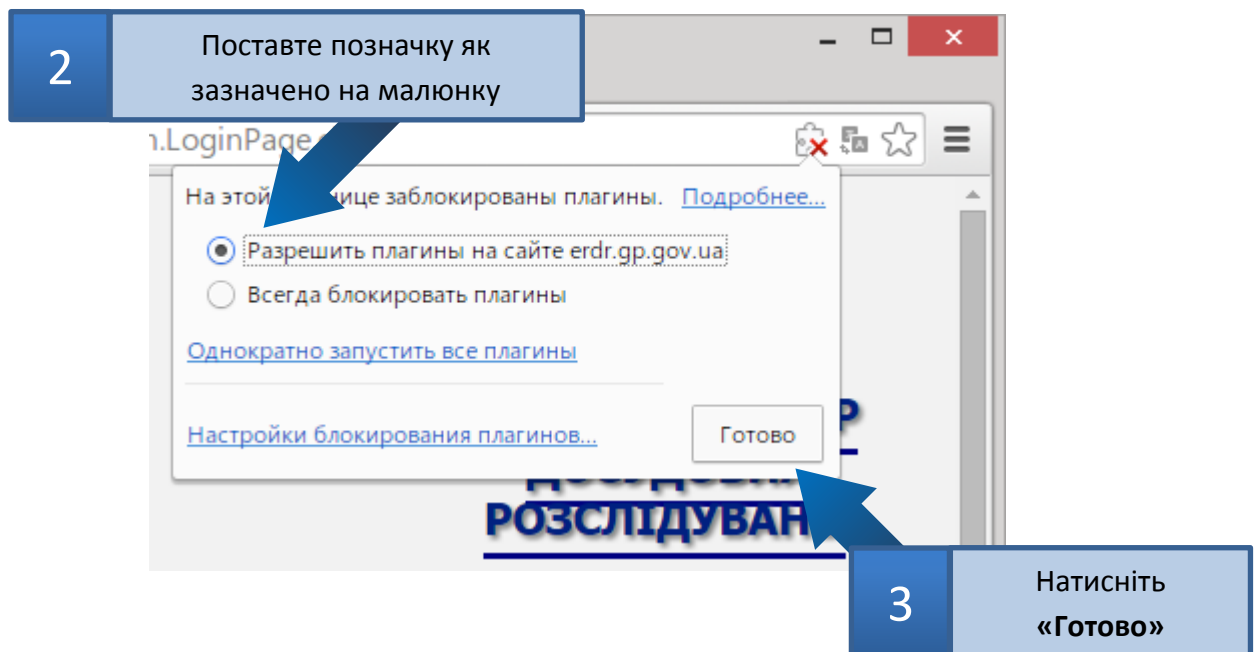 2
Поставте позначку як
зазначено на малюнку
n.LoginPage
На этой нице заблокированы плагины. Подробнее...
Разрешить плагины на сайте erdr.gp.gov.ua
Всегда блокировать плагины
Однократно запустить все плагины
Настройки блокирования плагинов...
Готово
Р
РОЗСЛІДУВАН
3
Натисніть
«Готово»